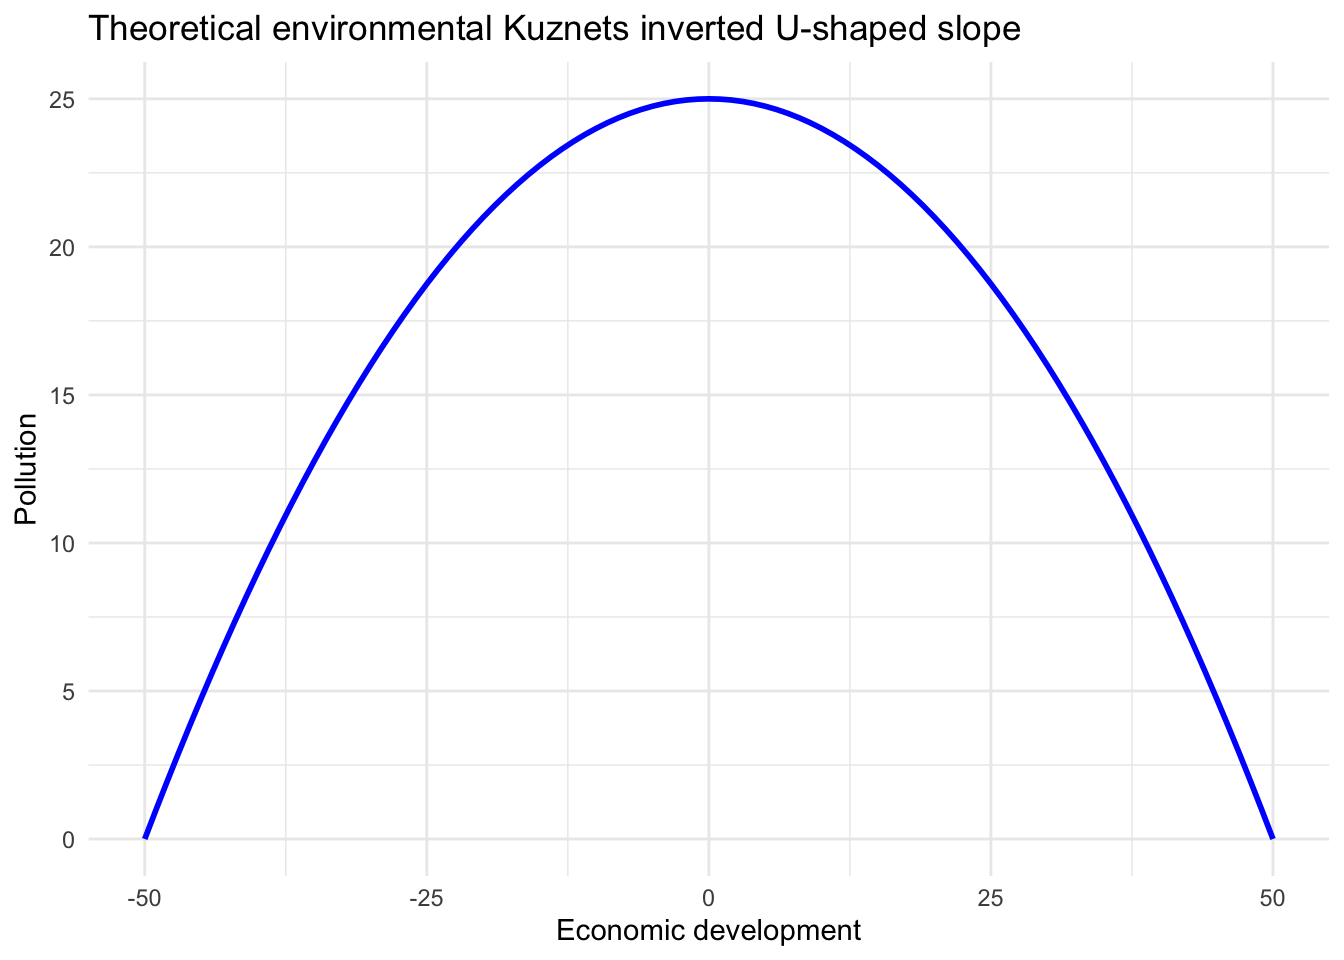 Theoretical environmental Kuznets inverted U-shaped slope
25
20
15
10
5
0
Pollution
-50 -25 0 25 50
Economic development